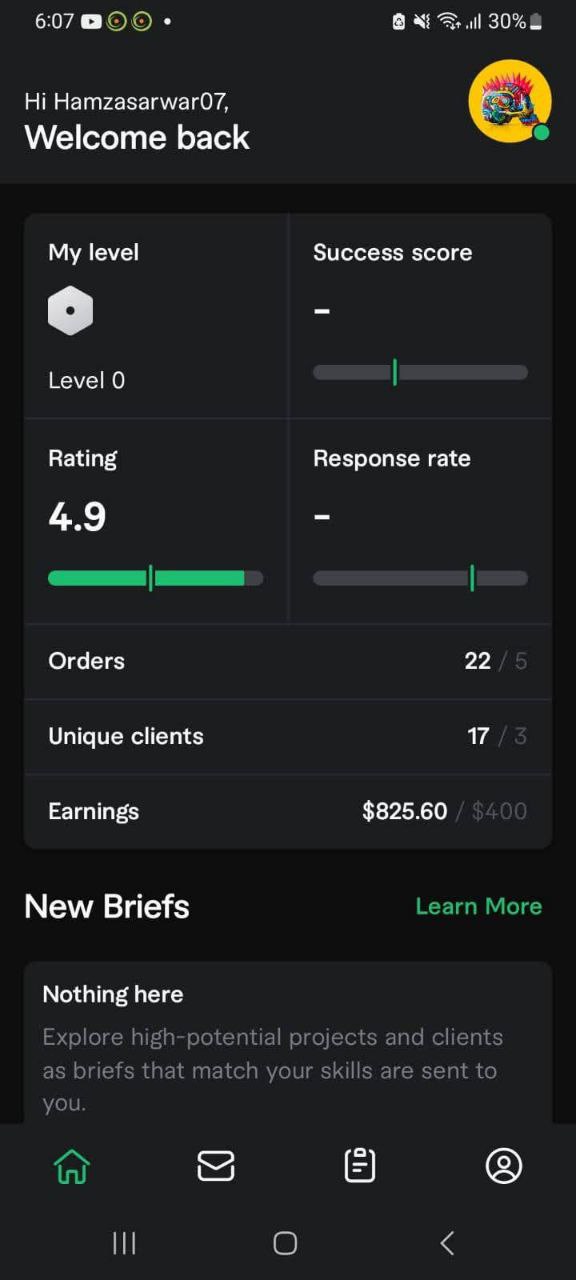 6:07
30%
Hi Hamzasarwar07,
Welcome back
My level
Level 0
Success score
-
Rating
4.9
Response rate
-
Orders 22 / 5
Unique clients 17 / 3
Earnings $825.60 / $400
New Briefs Learn More
Nothing here
Explore high-potential projects and clients
as briefs that match your skills are sent to
you.